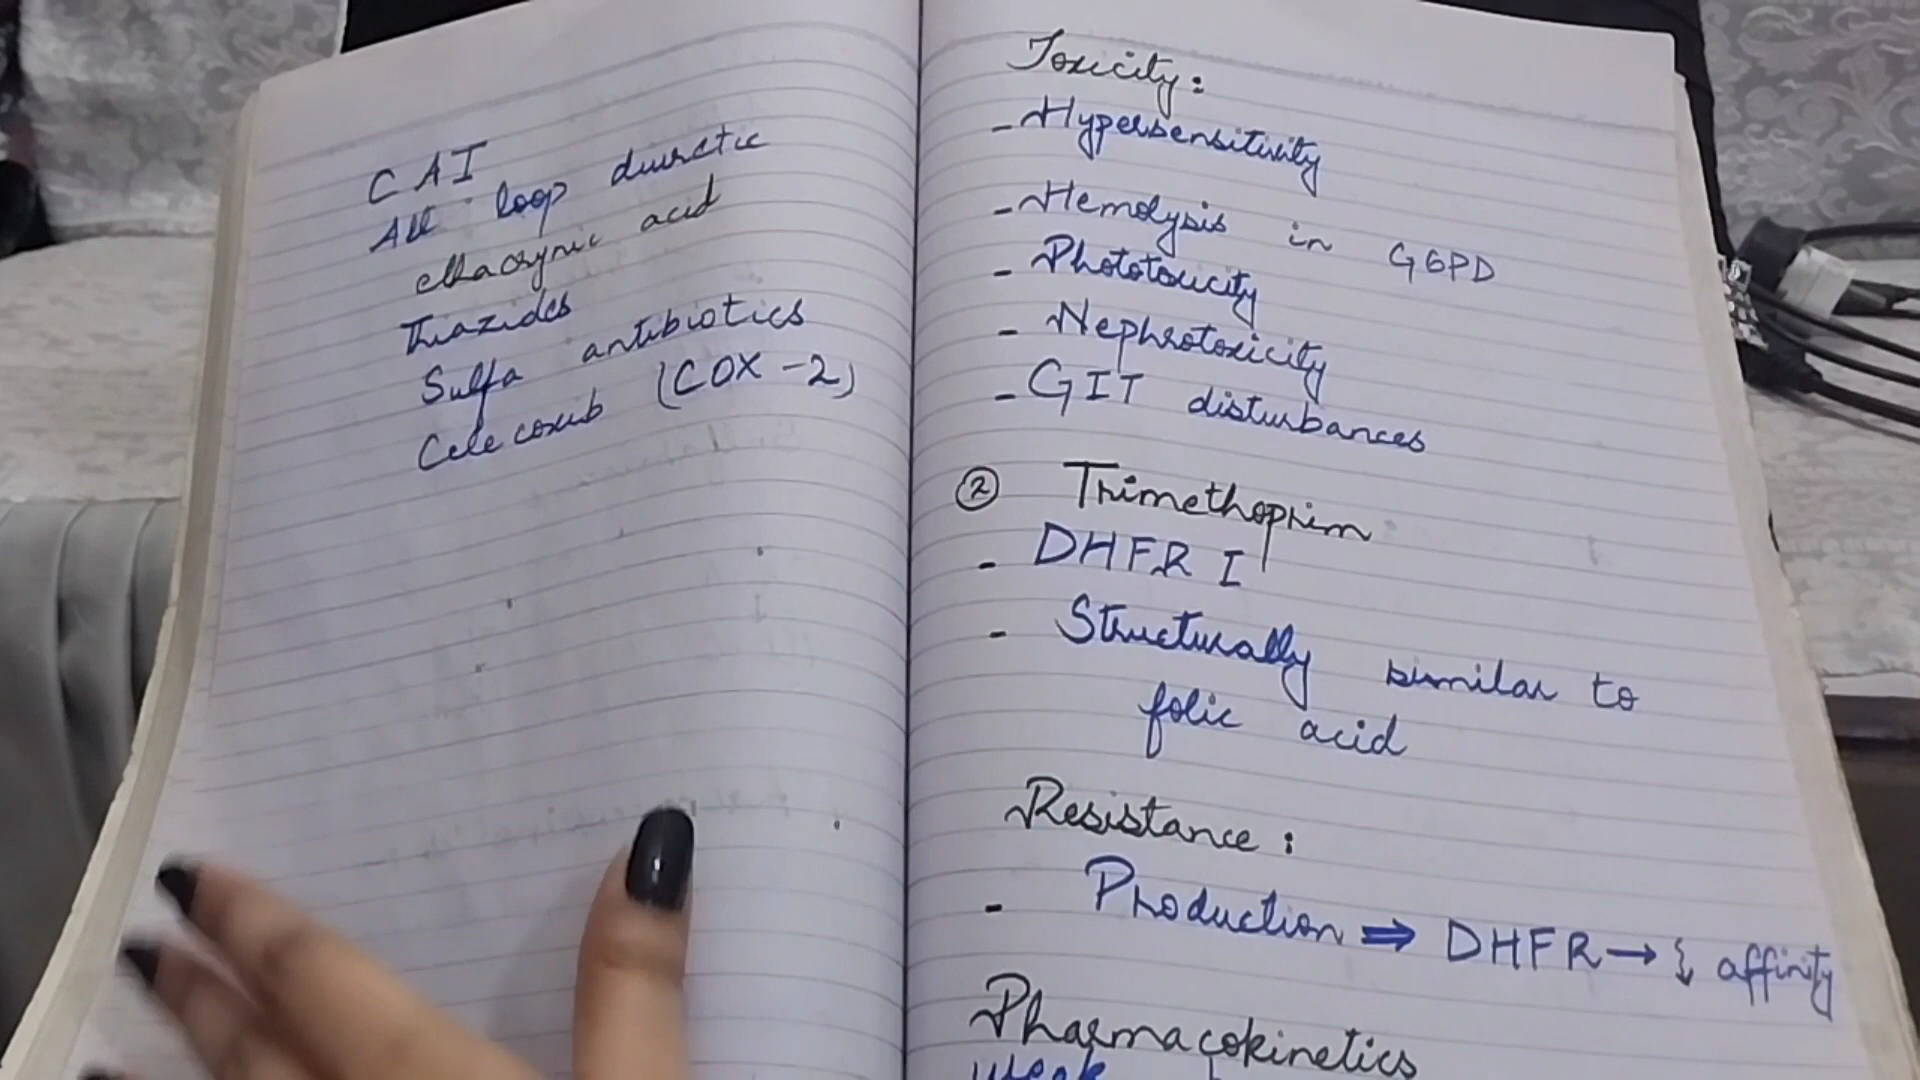 CAI
All loop diuretic
ethacrynic acid
Thiazides
Sulfa antibiotics
Celecoxib (COX-2)
Toxicity:
- Hypersensitivity
- Hemolysis in G6PD
- Phototoxicity
- Nephrotoxicity
- GIT disturbances
② Trimethoprim
- DHFR I
- Structurally similar to
folic acid
Resistance:
- Production ⇒ DHFR → ↓ affinity
Pharmacokinetics
weak